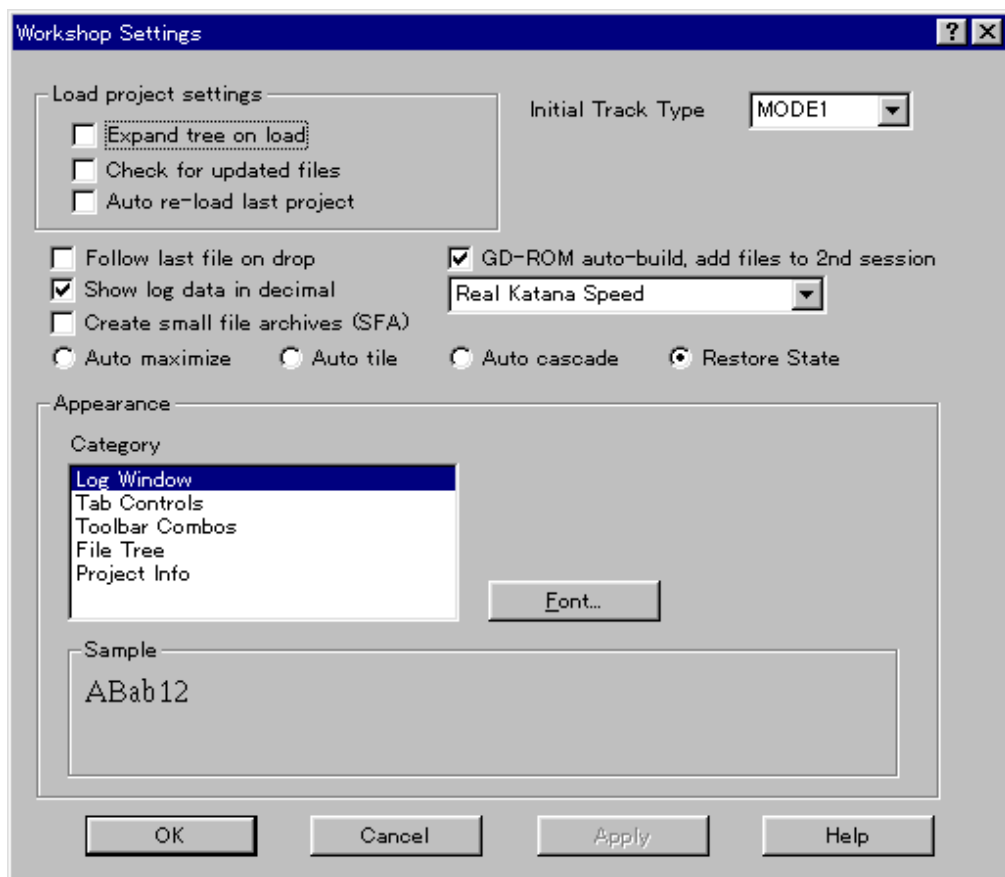 Workshop Settings
Load project settings
Initial Track Type MODE1
Expand tree on load
Check for updated files
Auto re-load last project
Follow last file on drop
GD-ROM auto-build, add files to 2nd session
Show log data in decimal
Real Katana Speed
Create small file archives (SFA)
Auto maximize Auto tile Auto cascade Restore State
Appearance
Category
Log Window
Tab Controls
Toolbar Combos
File Tree
Project Info
Font...
Sample
ABab12
OK Cancel Apply Help